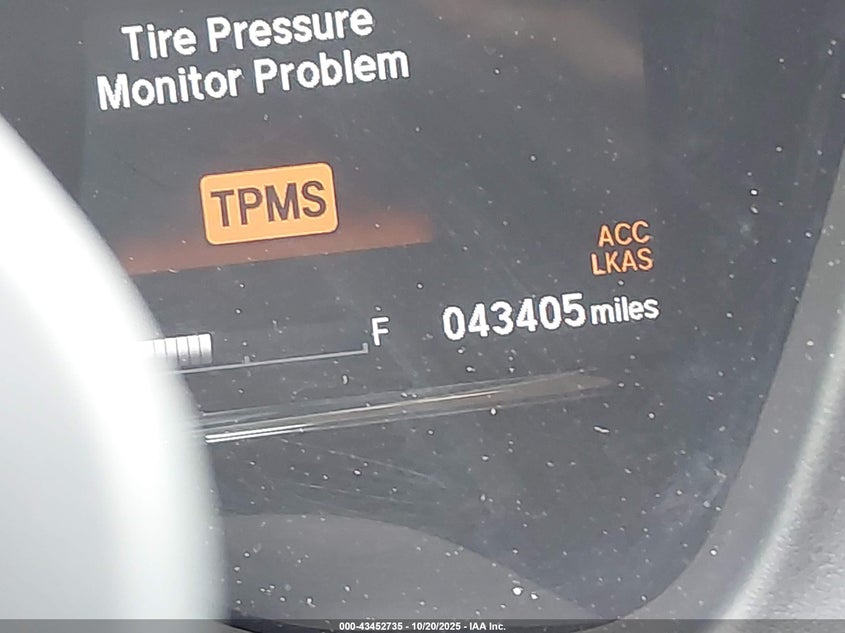 Tire Pressure
Monitor Problem
TPMS
ACC
LKAS
F
043405 miles
000-43452735 - 10/20/2025 - IAA Inc.